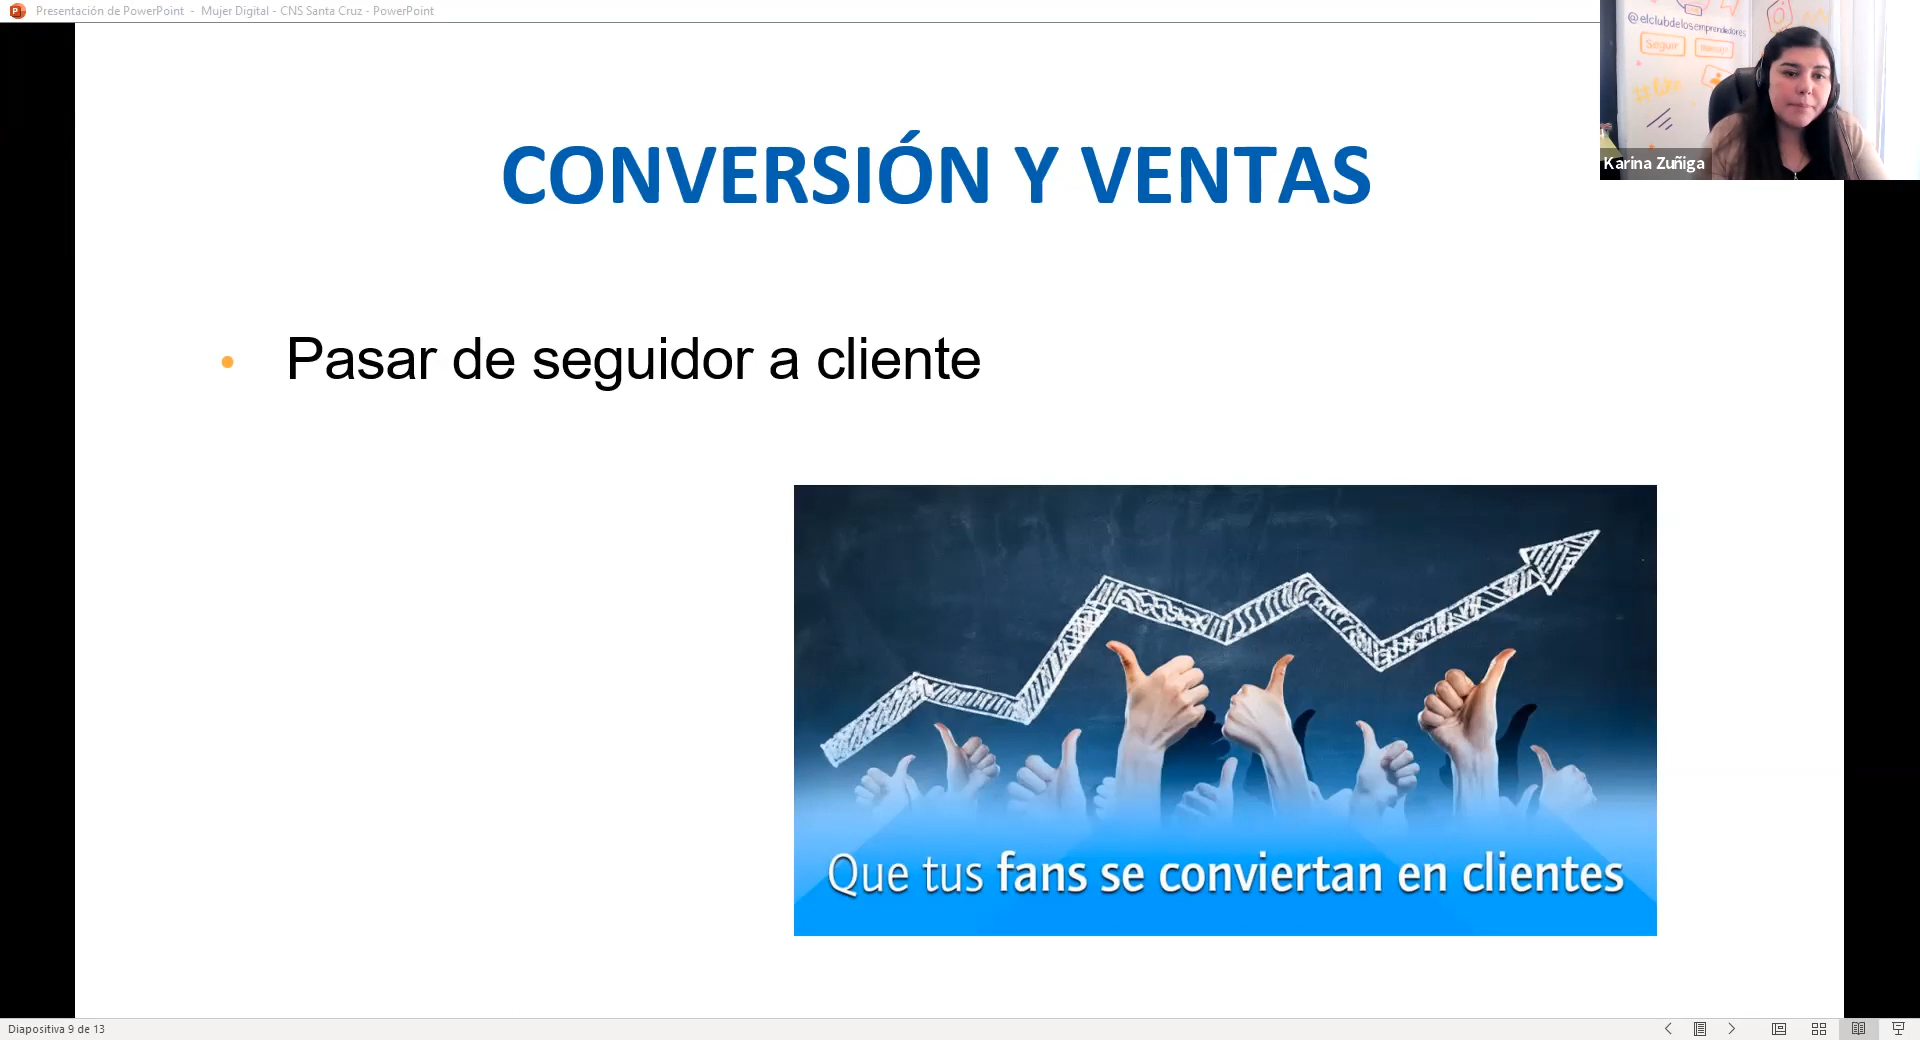 Presentación de PowerPoint - Mujer Digital - CNS Santa Cruz - PowerPoint
@elclubdelosemprendedores
Seguir
#like
Karina Zuñiga
CONVERSIÓN Y VENTAS
• Pasar de seguidor a cliente
Que tus fans se conviertan en clientes
Diapositiva 9 de 13